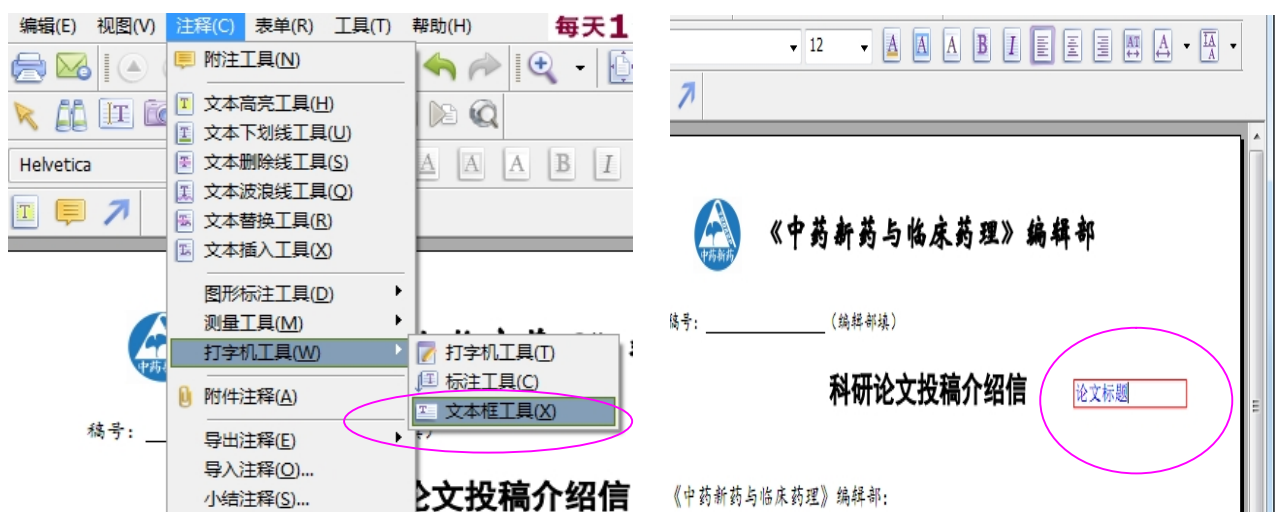 编辑(E) 视图(V) 注释(C) 表单(R) 工具(T) 帮助(H) 每天1
附注工具(N)
文本高亮工具(H)
文本下划线工具(U)
Helvetica
文本删除线工具(S)
A A A B I
文本波浪线工具(Q)
文本替换工具(R)
文本插入工具(X)
图形标注工具(D)
测量工具(M)
打字机工具(W)
打字机工具(T)
标注工具(C)
文本框工具(X)
中药
附件注释(A)
稿号:
导出注释(E)
导入注释(O)...
小结注释(S)...
论文投稿介绍信
12
A A A B I
中药新药
《中药新药与临床药理》编辑部
稿号: (编辑部填)
科研论文投稿介绍信
论文标题
《中药新药与临床药理》编辑部: